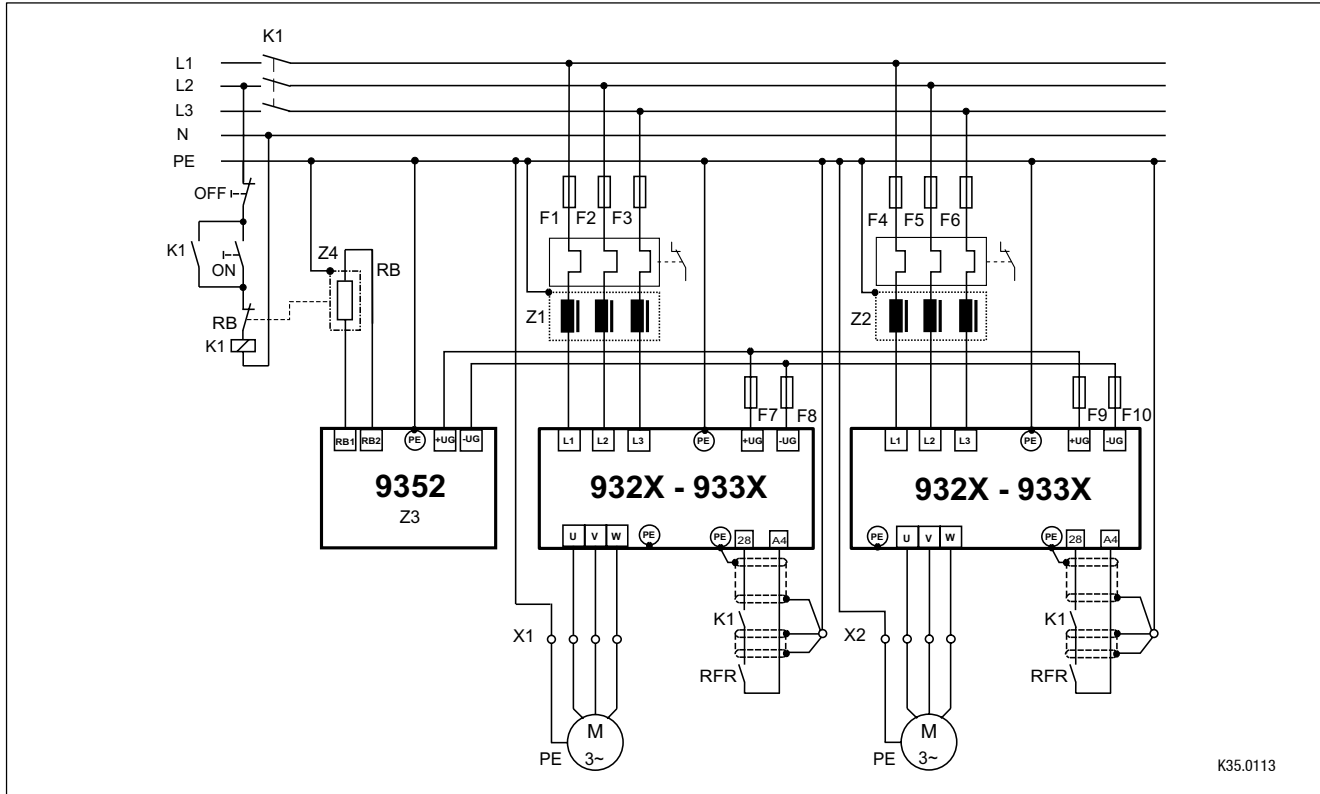 K1
L1
L2
L3
N
PE
OFF
K1
ON
RB
K1
Z4
RB
F1 F2 F3
Z1
F4 F5 F6
Z2
F7 F8
F9 F10
RB1 RB2 PE +UG -UG
9352
Z3
L1 L2 L3 PE +UG -UG
932X - 933X
U V W PE PE 28 A4
L1 L2 L3 PE +UG -UG
932X - 933X
PE U V W PE 28 A4
X1
K1
RFR
PE
M
3~
X2
K1
RFR
PE
M
3~
K35.0113